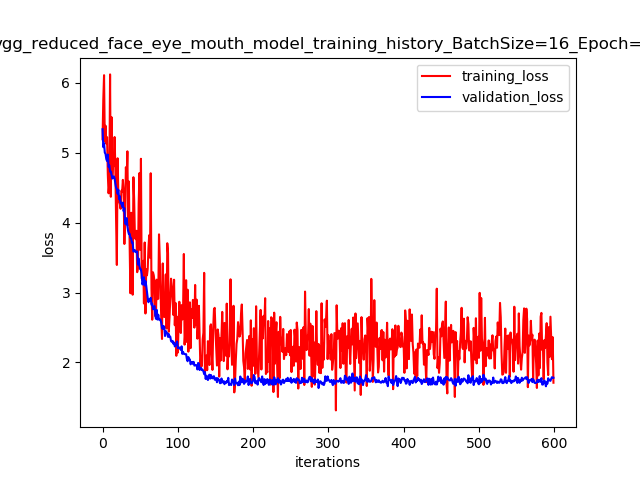 vgg_reduced_face_eye_mouth_model_training_history_BatchSize=16_Epoch=
training_loss
validation_loss
6
5
4
3
2
loss
0
100
200
300
400
500
600
iterations